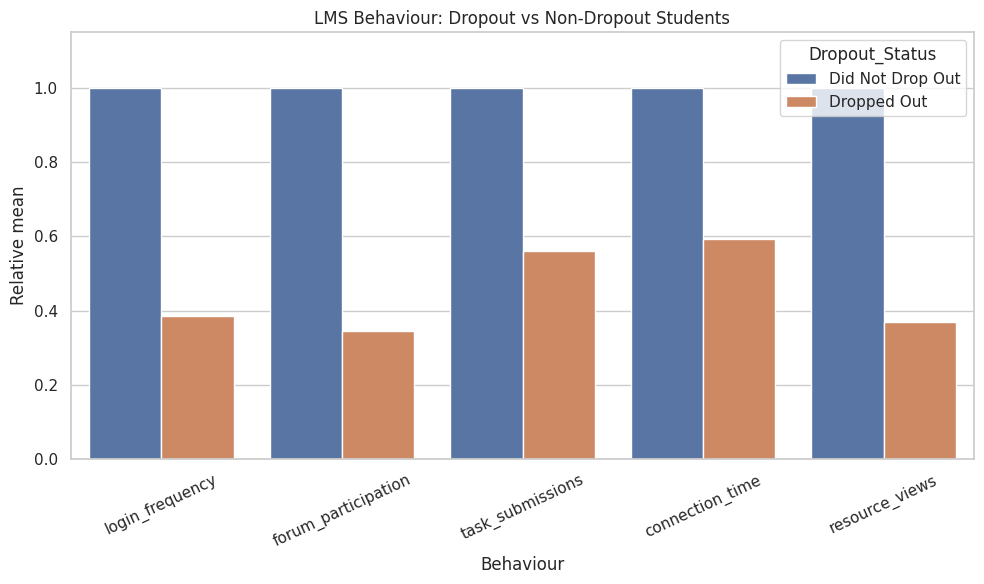 LMS Behaviour: Dropout vs Non-Dropout Students
Dropout_Status
Did Not Drop Out
Dropped Out
Relative mean
1.0
0.8
0.6
0.4
0.2
0.0
login_frequency
forum_participation
task_submissions
connection_time
resource_views
Behaviour